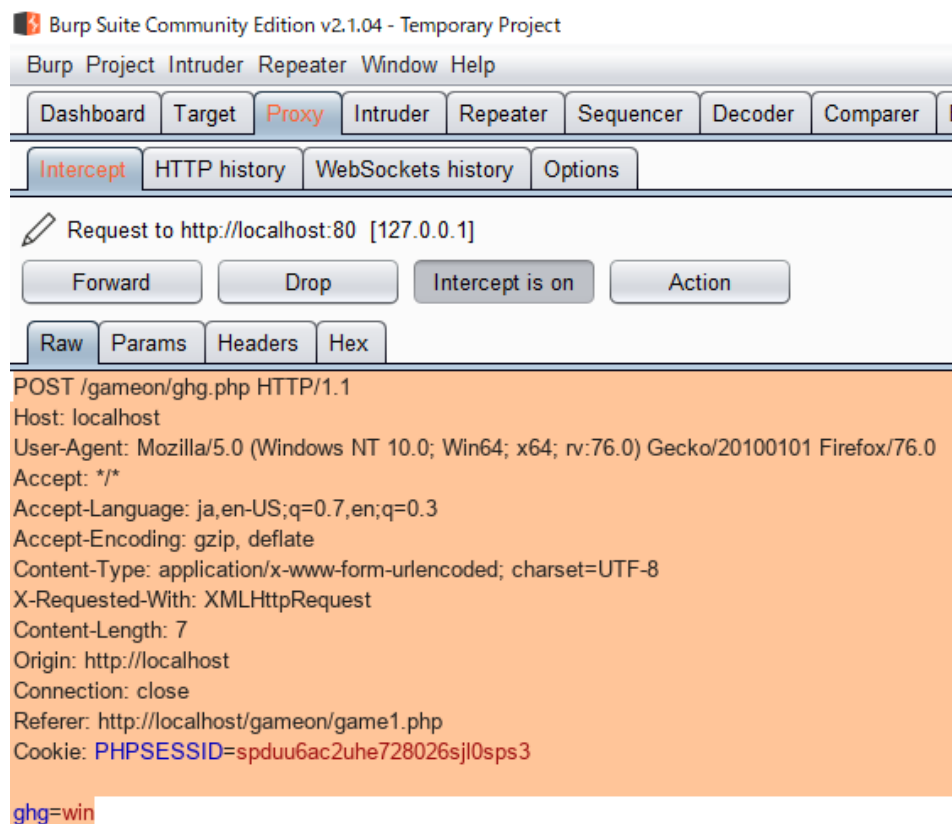 Burp Suite Community Edition v2.1.04 - Temporary Project
Burp Project Intruder Repeater Window Help
Dashboard Target Proxy Intruder Repeater Sequencer Decoder Comparer
Intercept HTTP history WebSockets history Options
Request to http://localhost:80 [127.0.0.1]
Forward Drop Intercept is on Action
Raw Params Headers Hex
POST /gameon/ghg.php HTTP/1.1
Host: localhost
User-Agent: Mozilla/5.0 (Windows NT 10.0; Win64; x64; rv:76.0) Gecko/20100101 Firefox/76.0
Accept: */*
Accept-Language: ja,en-US;q=0.7,en;q=0.3
Accept-Encoding: gzip, deflate
Content-Type: application/x-www-form-urlencoded; charset=UTF-8
X-Requested-With: XMLHttpRequest
Content-Length: 7
Origin: http://localhost
Connection: close
Referer: http://localhost/gameon/game1.php
Cookie: PHPSESSID=spduu6ac2uhe728026sjl0sps3
ghg=win